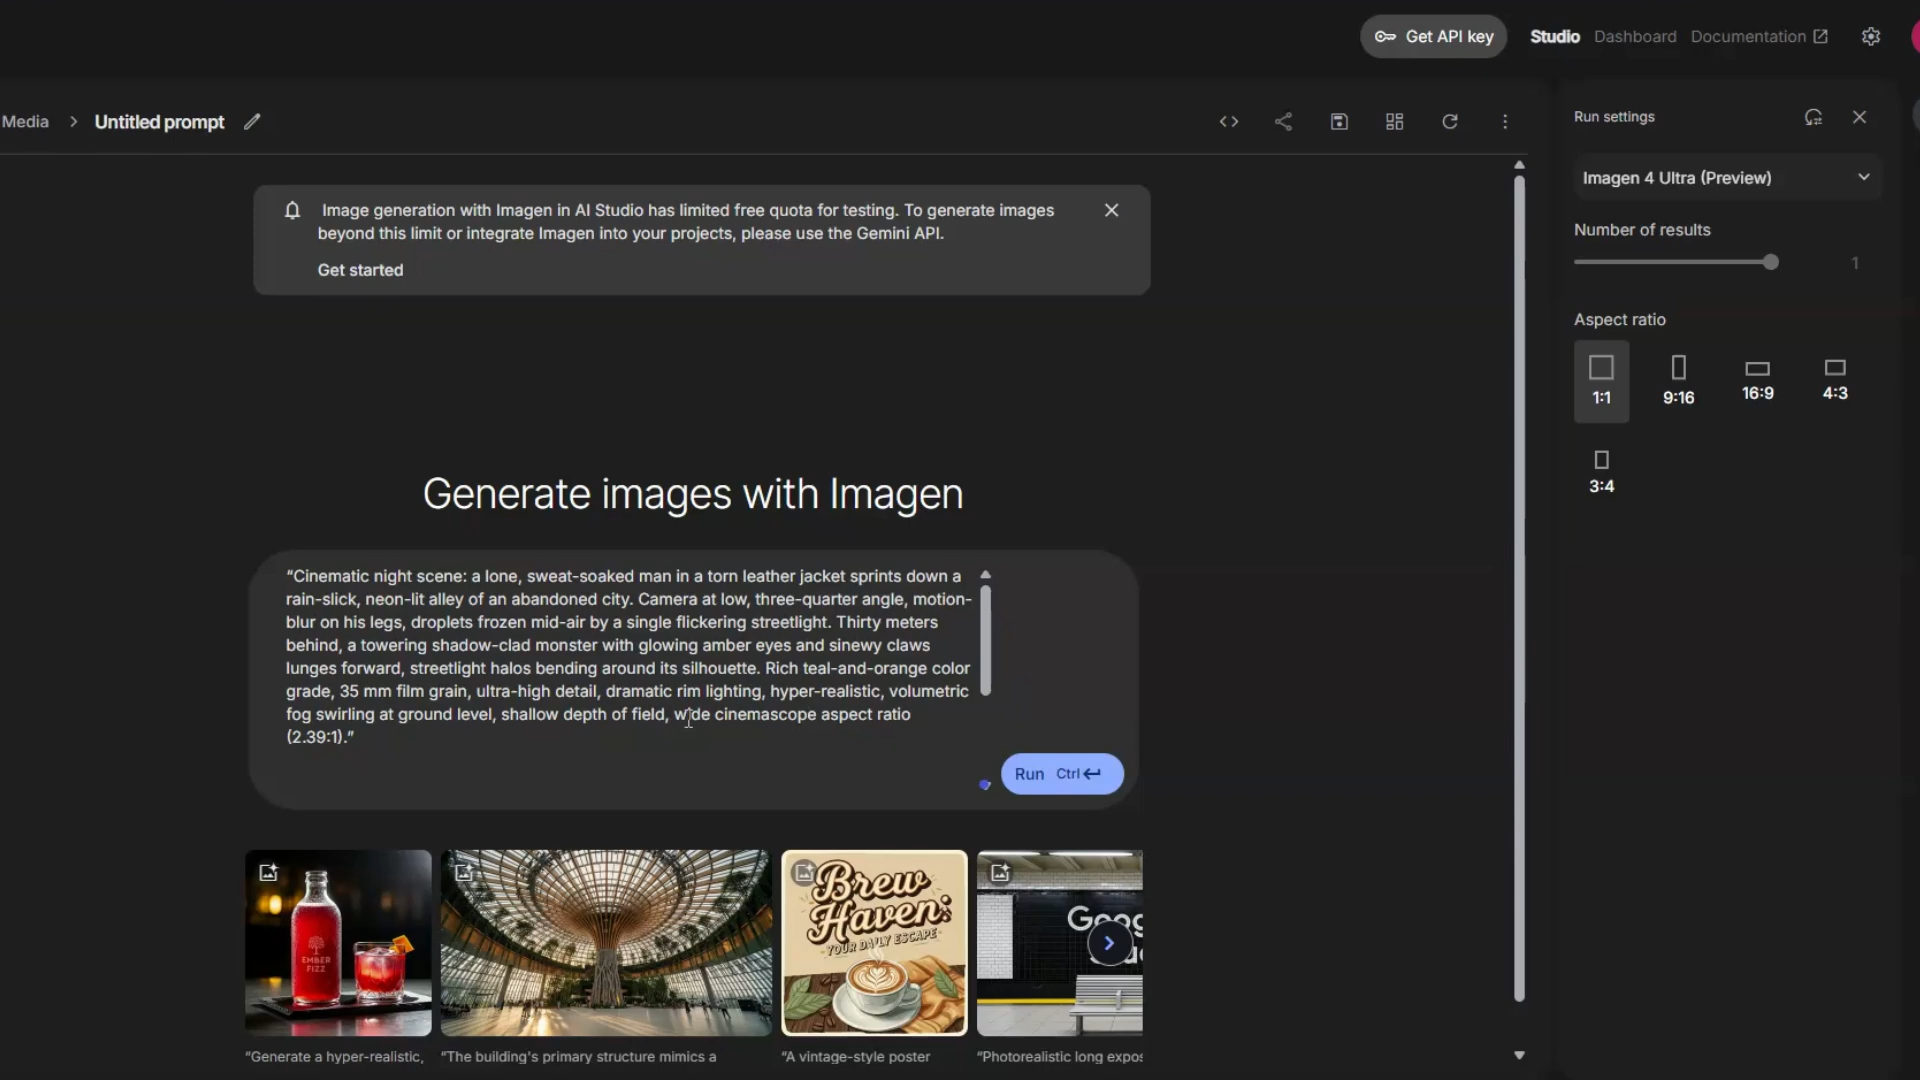 Get API key
Studio
Dashboard
Documentation
Media
Untitled prompt
Run settings
Image generation with Imagen in AI Studio has limited free quota for testing. To generate images
beyond this limit or integrate Imagen into your projects, please use the Gemini API.
Get started
Imagen 4 Ultra (Preview)
Number of results
1
Aspect ratio
1:1
9:16
16:9
4:3
3:4
Generate images with Imagen
“Cinematic night scene: a lone, sweat-soaked man in a torn leather jacket sprints down a
rain-slick, neon-lit alley of an abandoned city. Camera at low, three-quarter angle, motion-
blur on his legs, droplets frozen mid-air by a single flickering streetlight. Thirty meters
behind, a towering shadow-clad monster with glowing amber eyes and sinewy claws
lunges forward, streetlight halos bending around its silhouette. Rich teal-and-orange color
grade, 35 mm film grain, ultra-high detail, dramatic rim lighting, hyper-realistic, volumetric
fog swirling at ground level, shallow depth of field, wide cinemascope aspect ratio
(2.39:1).”
Run Ctrl
EMBER
FIZZ
Brew
Haven
YOUR DAILY ESCAPE
Goog
"Generate a hyper-realistic,
"The building's primary structure mimics a
"A vintage-style poster
"Photorealistic long expos